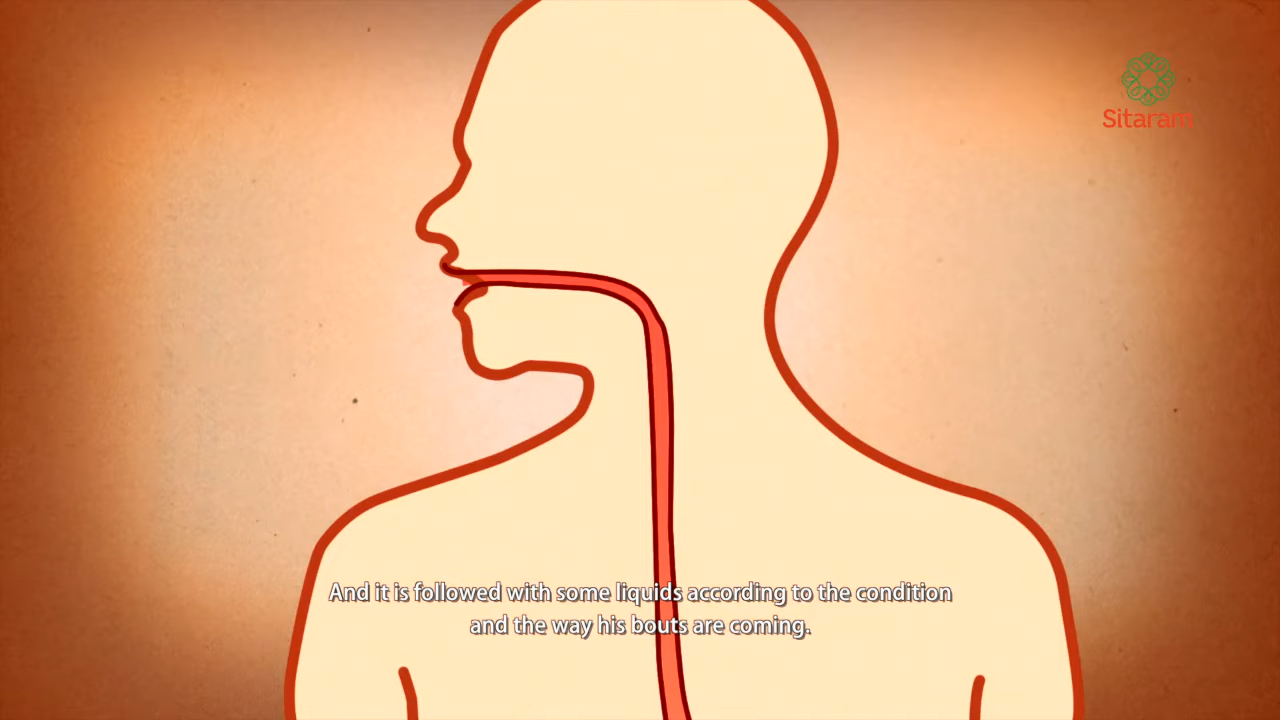 Sitaram
And it is followed with some liquids according to the condition
and the way his bouts are coming.